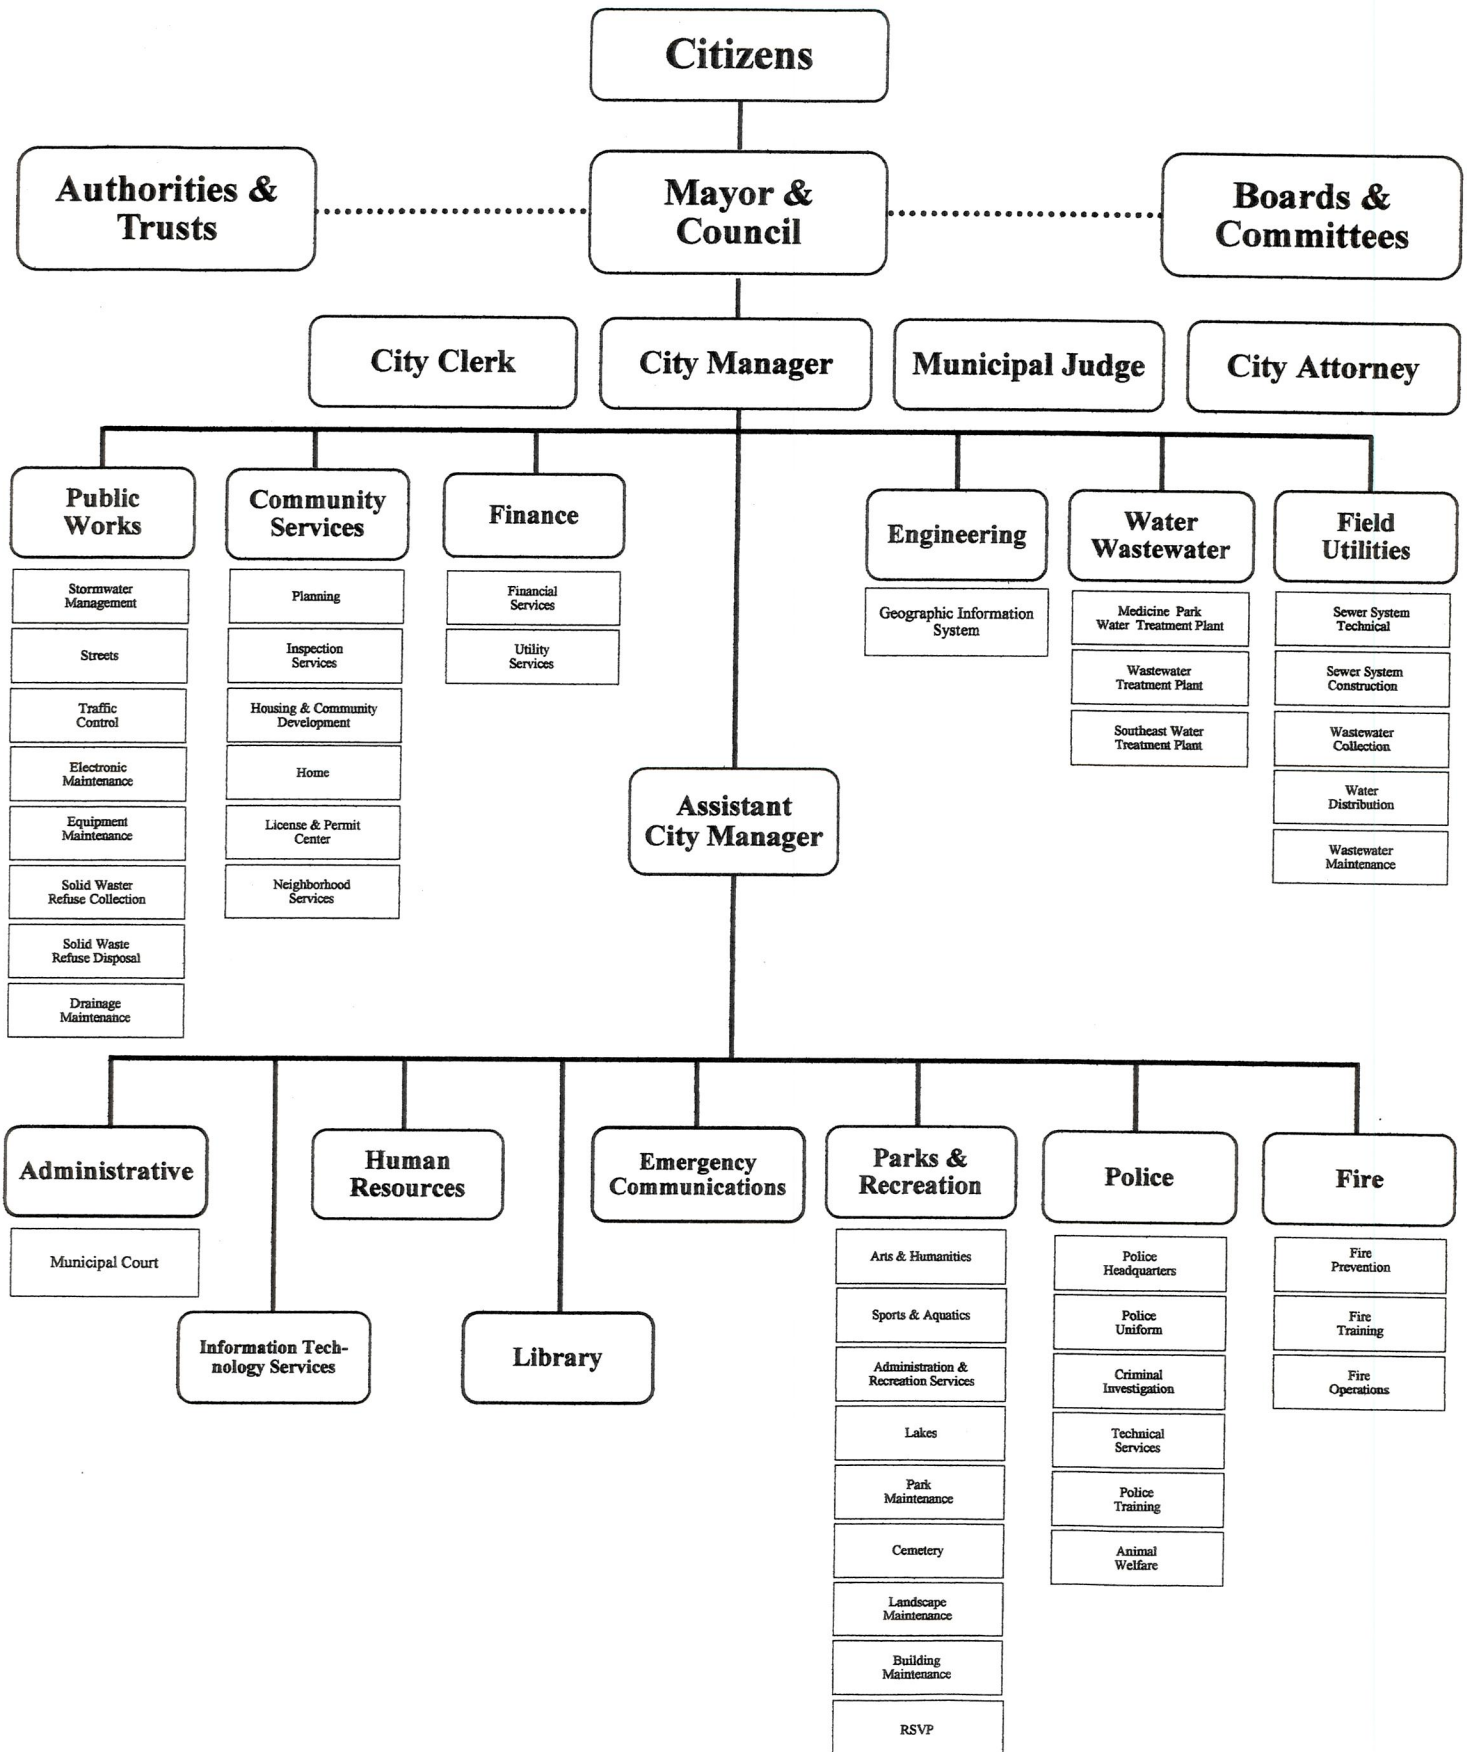 Citizens
Authorities &
Trusts
Mayor &
Council
Boards &
Committees
City Clerk
City Manager
Municipal Judge
City Attorney
Public
Works
Stormwater
Management
Streets
Traffic
Control
Electronic
Maintenance
Equipment
Maintenance
Solid Waster
Refuse Collection
Solid Waste
Refuse Disposal
Drainage
Maintenance
Community
Services
Planning
Inspection
Services
Housing & Community
Development
Home
License & Permit
Center
Neighborhood
Services
Finance
Financial
Services
Utility
Services
Engineering
Geographic Information
System
Water
Wastewater
Medicine Park
Water Treatment Plant
Wastewater
Treatment Plant
Southeast Water
Treatment Plant
Field
Utilities
Sewer System
Technical
Sewer System
Construction
Wastewater
Collection
Water
Distribution
Wastewater
Maintenance
Assistant
City Manager
Administrative
Municipal Court
Information Tech-
nology Services
Human
Resources
Library
Emergency
Communications
Parks &
Recreation
Arts & Humanities
Sports & Aquatics
Administration &
Recreation Services
Lakes
Park
Maintenance
Cemetery
Landscape
Maintenance
Building
Maintenance
RSVP
Police
Police
Headquarters
Police
Uniform
Criminal
Investigation
Technical
Services
Police
Training
Animal
Welfare
Fire
Fire
Prevention
Fire
Training
Fire
Operations